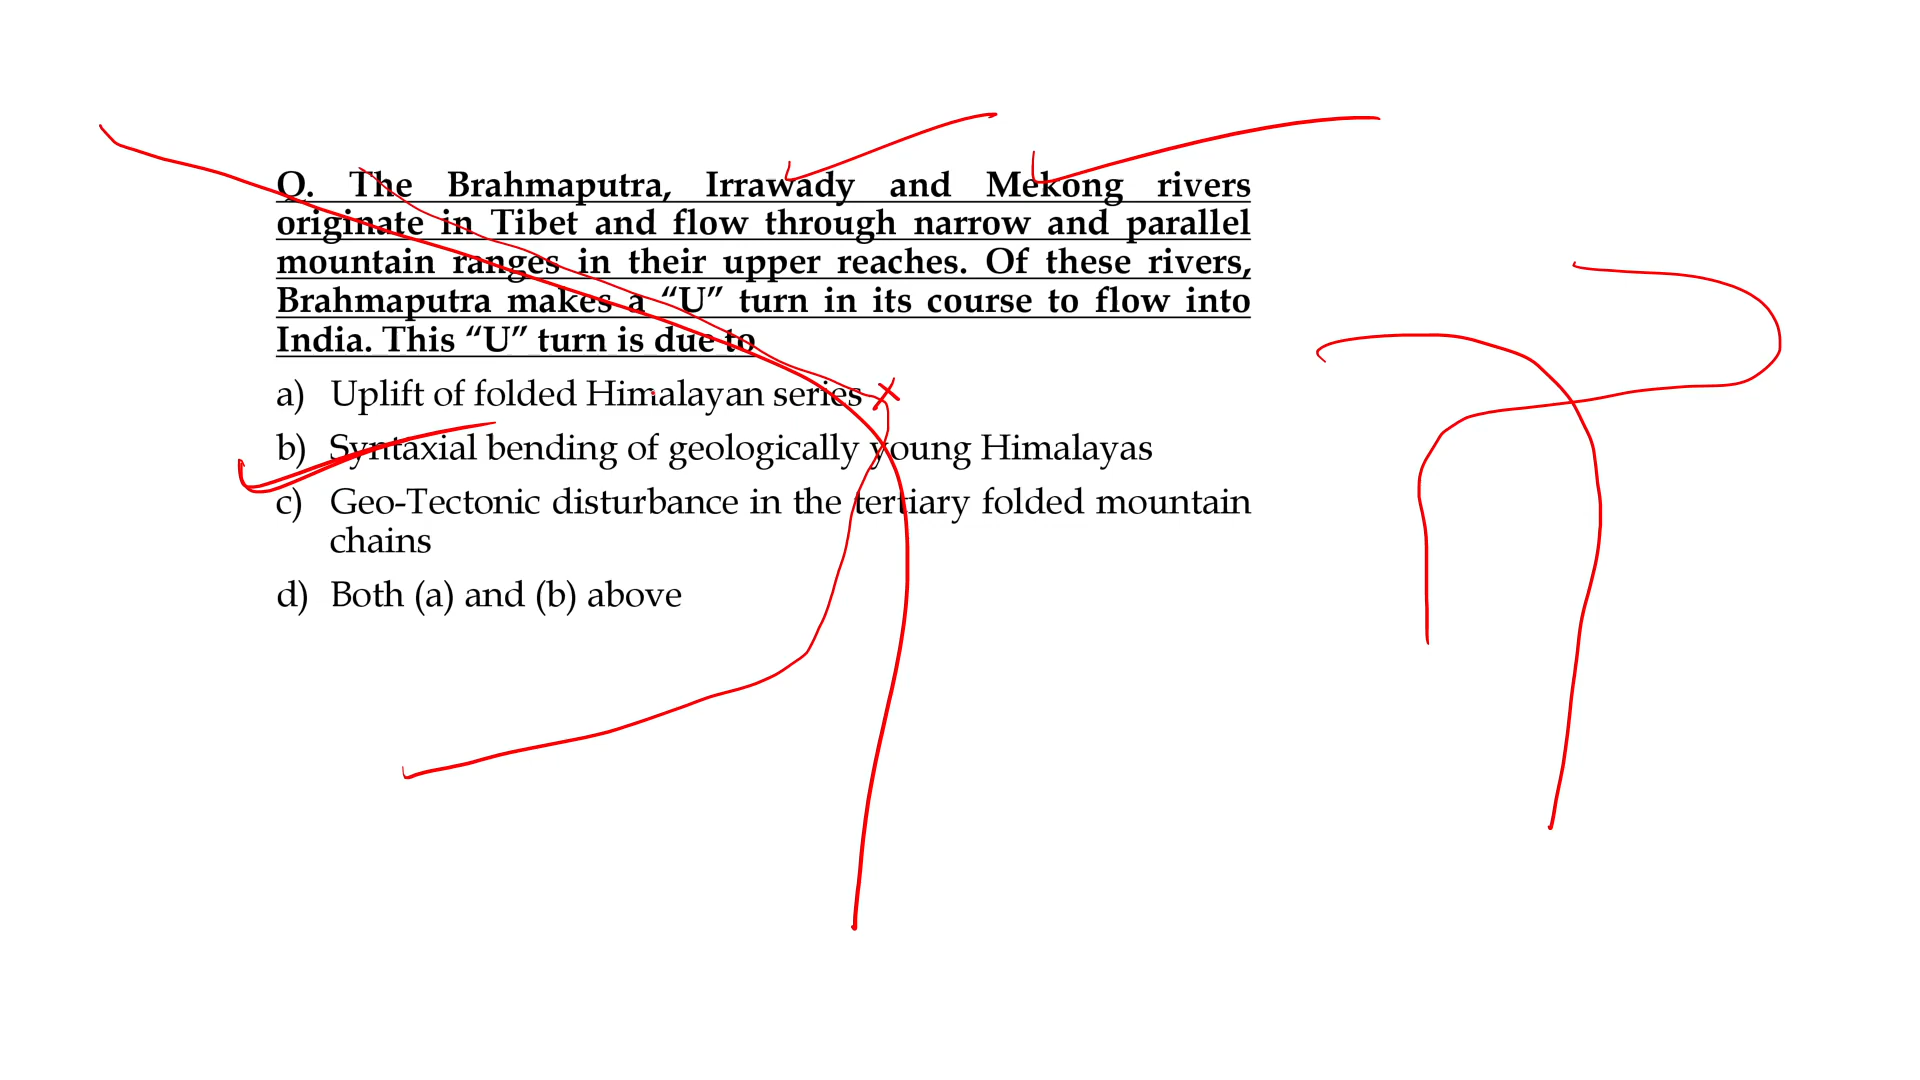 Q. The Brahmaputra, Irrawady and Mekong rivers
originate in Tibet and flow through narrow and parallel
mountain ranges in their upper reaches. Of these rivers,
Brahmaputra makes a “U” turn in its course to flow into
India. This “U” turn is due to
a) Uplift of folded Himalayan series
b) Syntaxial bending of geologically young Himalayas
c) Geo-Tectonic disturbance in the tertiary folded mountain
chains
d) Both (a) and (b) above